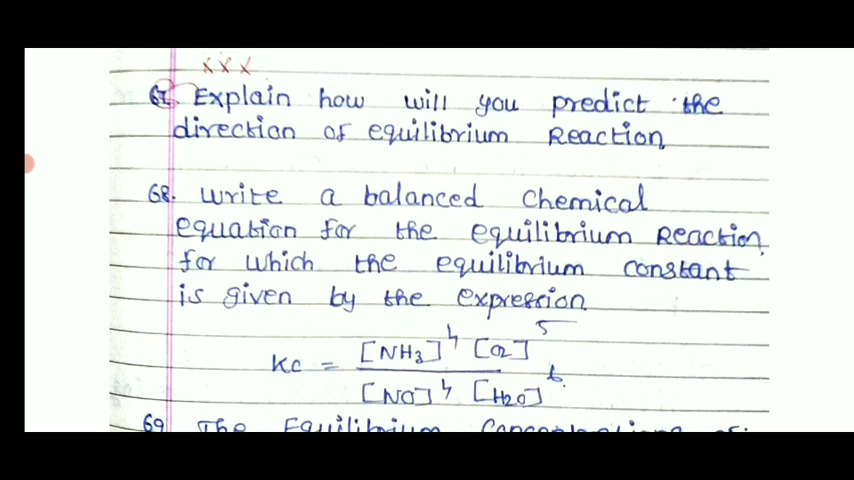 x x x
67. Explain how will you predict the
direction of equilibrium Reaction
68. Write a balanced chemical
equation for the equilibrium Reaction
for which the equilibrium constant
is given by the expression
Kc = [NH3]^4 [O2]^5 / [NO]^4 [H2O]^6.
69 The Equilibrium